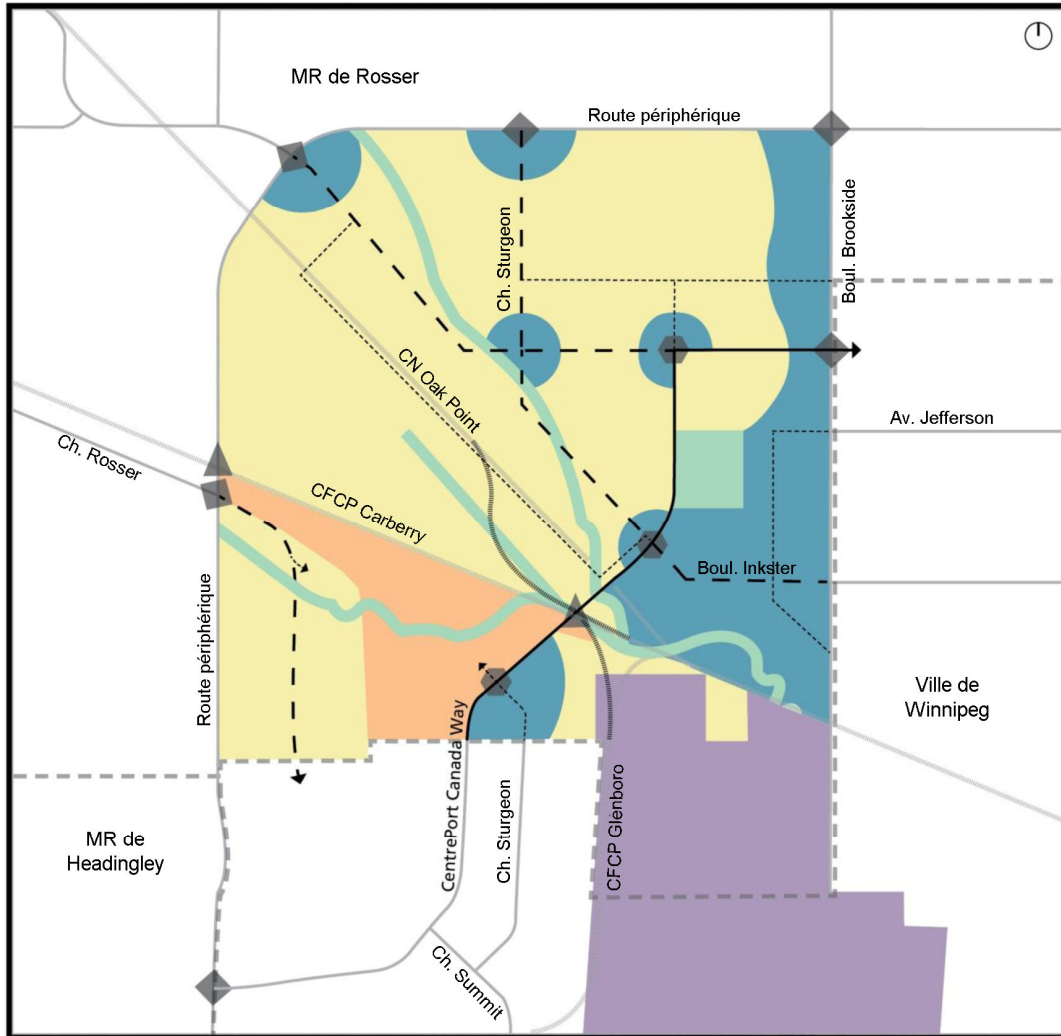 MR de Rosser
Route périphérique
Boul. Brookside
Ch. Sturgeon
CN Oak Point
Av. Jefferson
Ch. Rosser
CFCP Carberry
Boul. Inkster
Route périphérique
Ville de
Winnipeg
CentrePort Canada Way
Ch. Sturgeon
CFCP Glenboro
MR de
Headingley
Ch. Summit